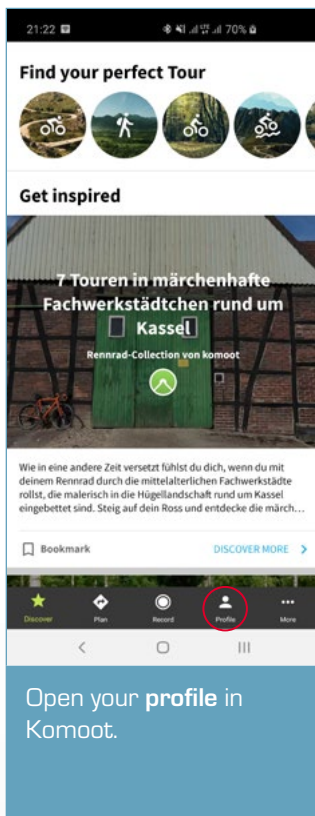 21:22 70%
Find your perfect Tour
Get inspired
7 Touren in märchenhafte
Fachwerkstädtchen rund um
Kassel
Rennrad-Collection von komoot
Wie in eine andere Zeit versetzt fühlst du dich, wenn du mit
deinem Rennrad durch die mittelalterlichen Fachwerkstädte
rollst, die malerisch in die Hügellandschaft rund um Kassel
eingebettet sind. Steig auf dein Ross und entdecke die märch...
Bookmark DISCOVER MORE
Discover Plan Record Profile More
Open your profile in
Komoot.